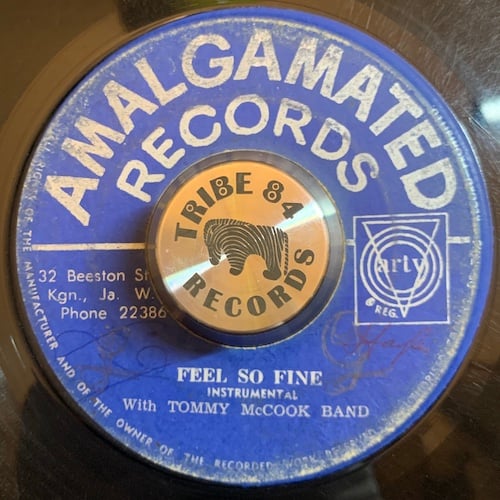 AMALGAMATED
RECORDS
TRIBE 84
RECORDS
32 Beeston St
Kgn., Ja. W.
Phone 22386
arty
& REG.
FEEL SO FINE
INSTRUMENTAL
With TOMMY McCOOK BAND
OF THE MANUFACTURER AND OF THE OWNER OF THE RECORDED WORK